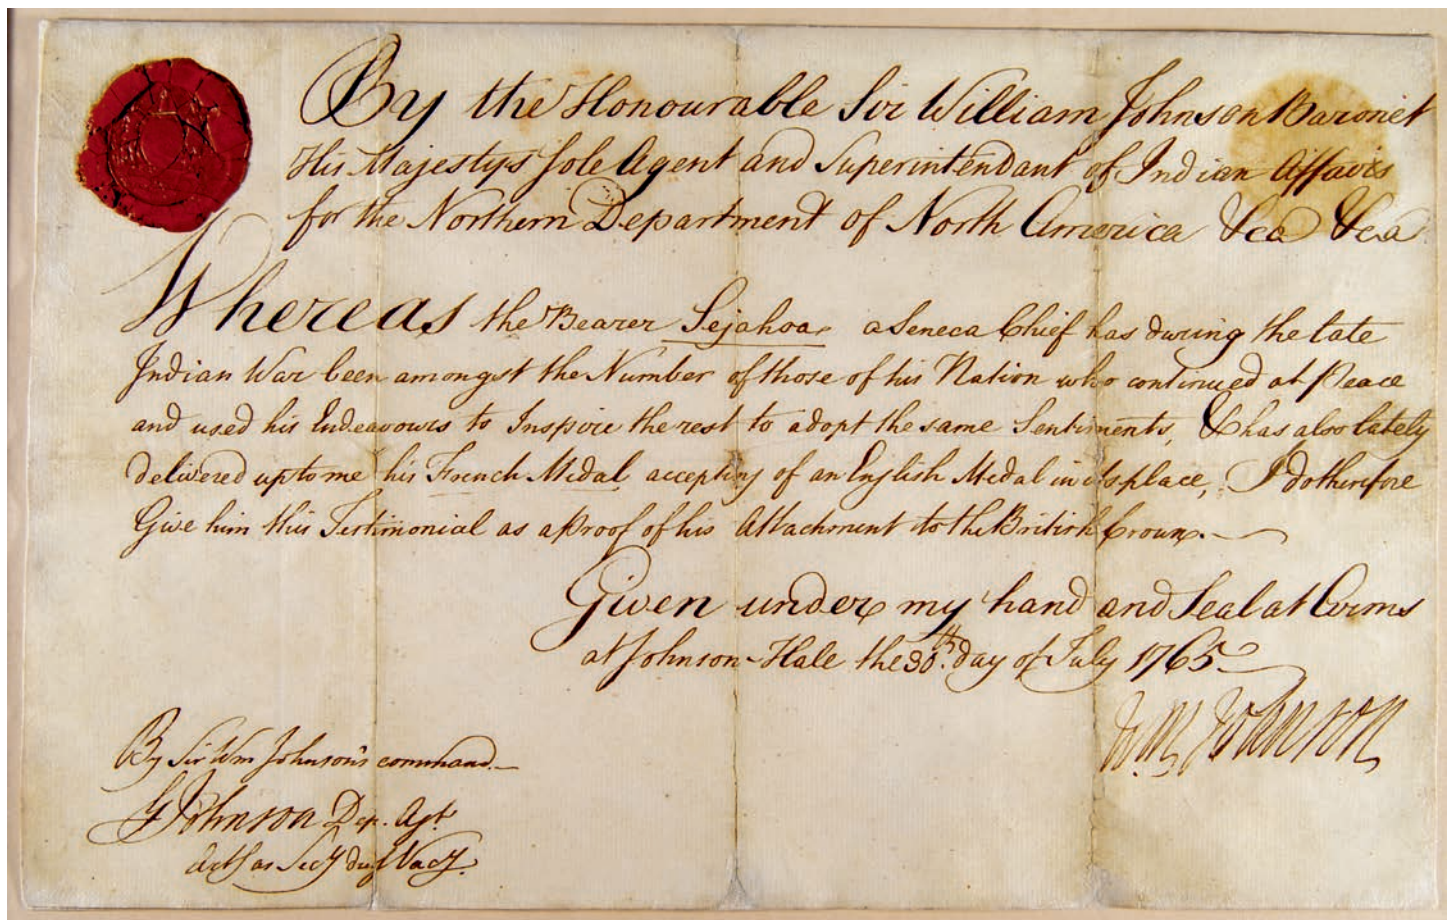 By the Honourable Sir William Johnson Baronet
His Majestys Sole Agent and Superintendant of Indian Affairs
for the Northern Department of North America &ca &ca
Whereas the Bearer Sejahoa a Seneca Chief has during the late
Indian War been amongst the Number of those of his Nation who continued at Peace
and used his Endeavours to Inspire the rest to adopt the same Sentiments, & has also lately
delivered up to me his French Medal accepting of an English Medal in its place, I do therefore
Give him this Testimonial as a Proof of his Attachment to the British Crown.
Given under my hand and Seal at Arms
at Johnson Hall the 30th. day of July 1765
Wm. Johnson
By Sir Wm Johnson's command.
G Johnson Dep. Agt.
as Secy Vacy.